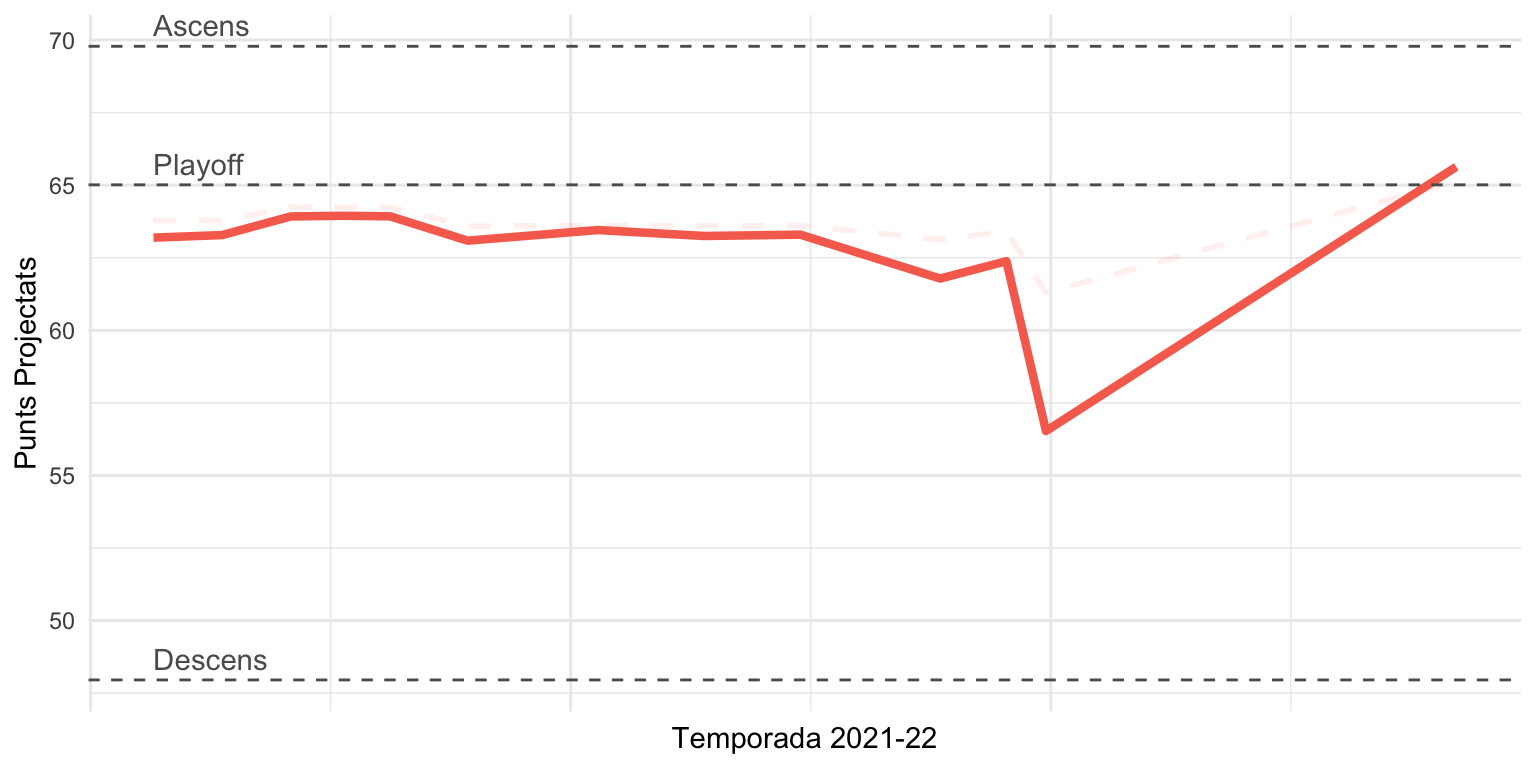 Ascens
70
Playoff
65
60
55
50
Descens
Punts Projectats
Temporada 2021-22